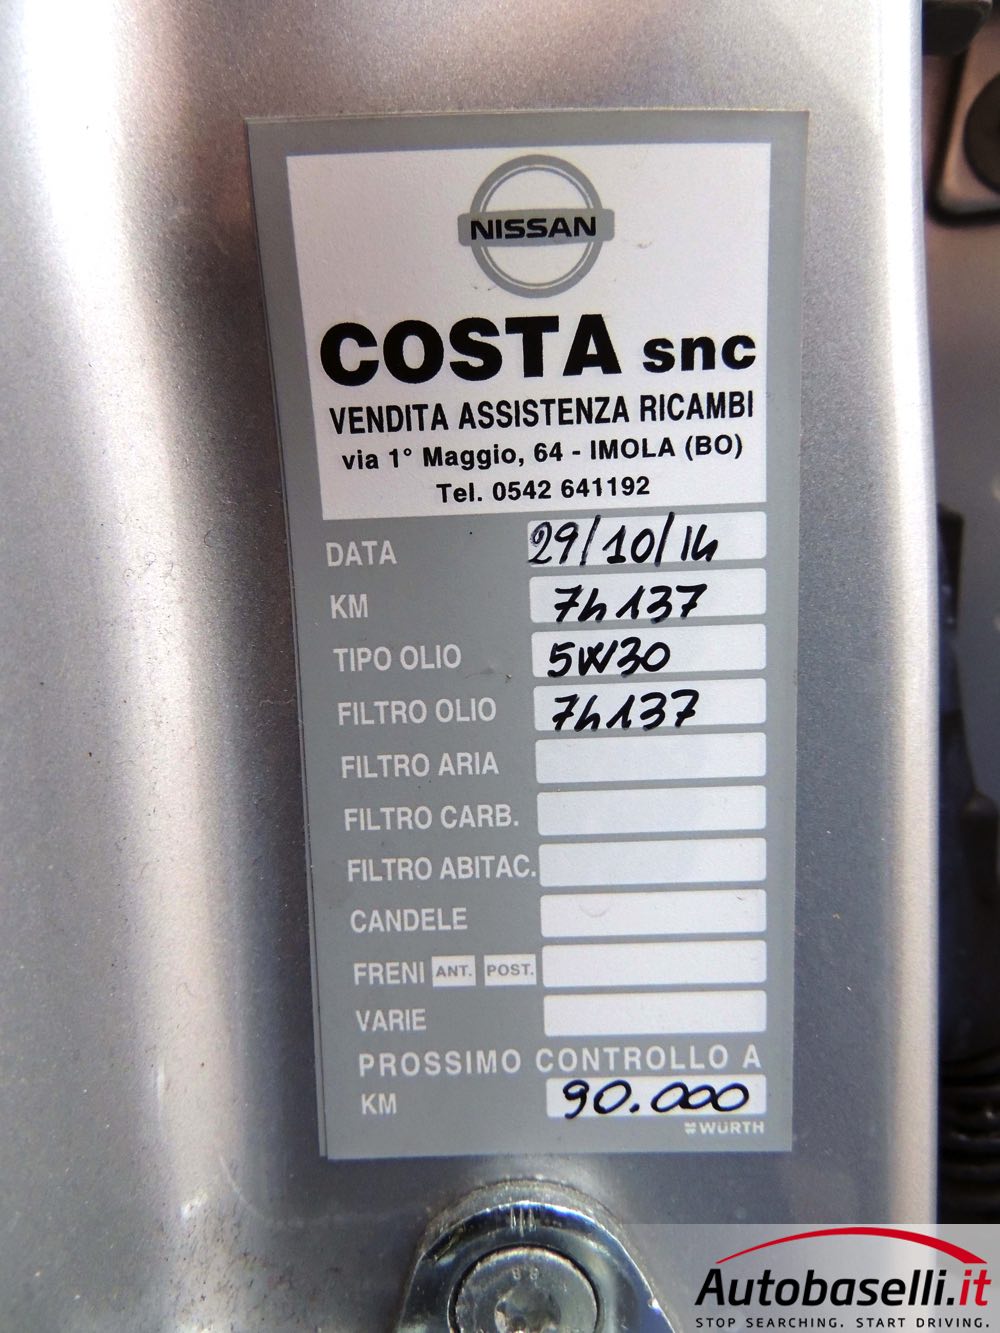 NISSAN
COSTA snc
VENDITA ASSISTENZA RICAMBI
via 1° Maggio, 64 - IMOLA (BO)
Tel. 0542 641192
DATA 29/10/14
KM 74137
TIPO OLIO 5W30
FILTRO OLIO 74137
FILTRO ARIA
FILTRO CARB.
FILTRO ABITAC.
CANDELE
FRENI ANT. POST.
VARIE
PROSSIMO CONTROLLO A
KM 90.000
WÜRTH
8.8
Autobaselli.it
STOP SEARCHING. START DRIVING.